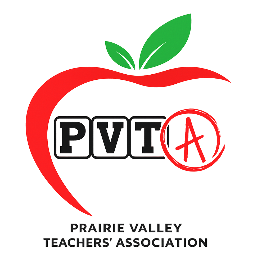 PVTA
PRAIRIE VALLEY
TEACHERS' ASSOCIATION